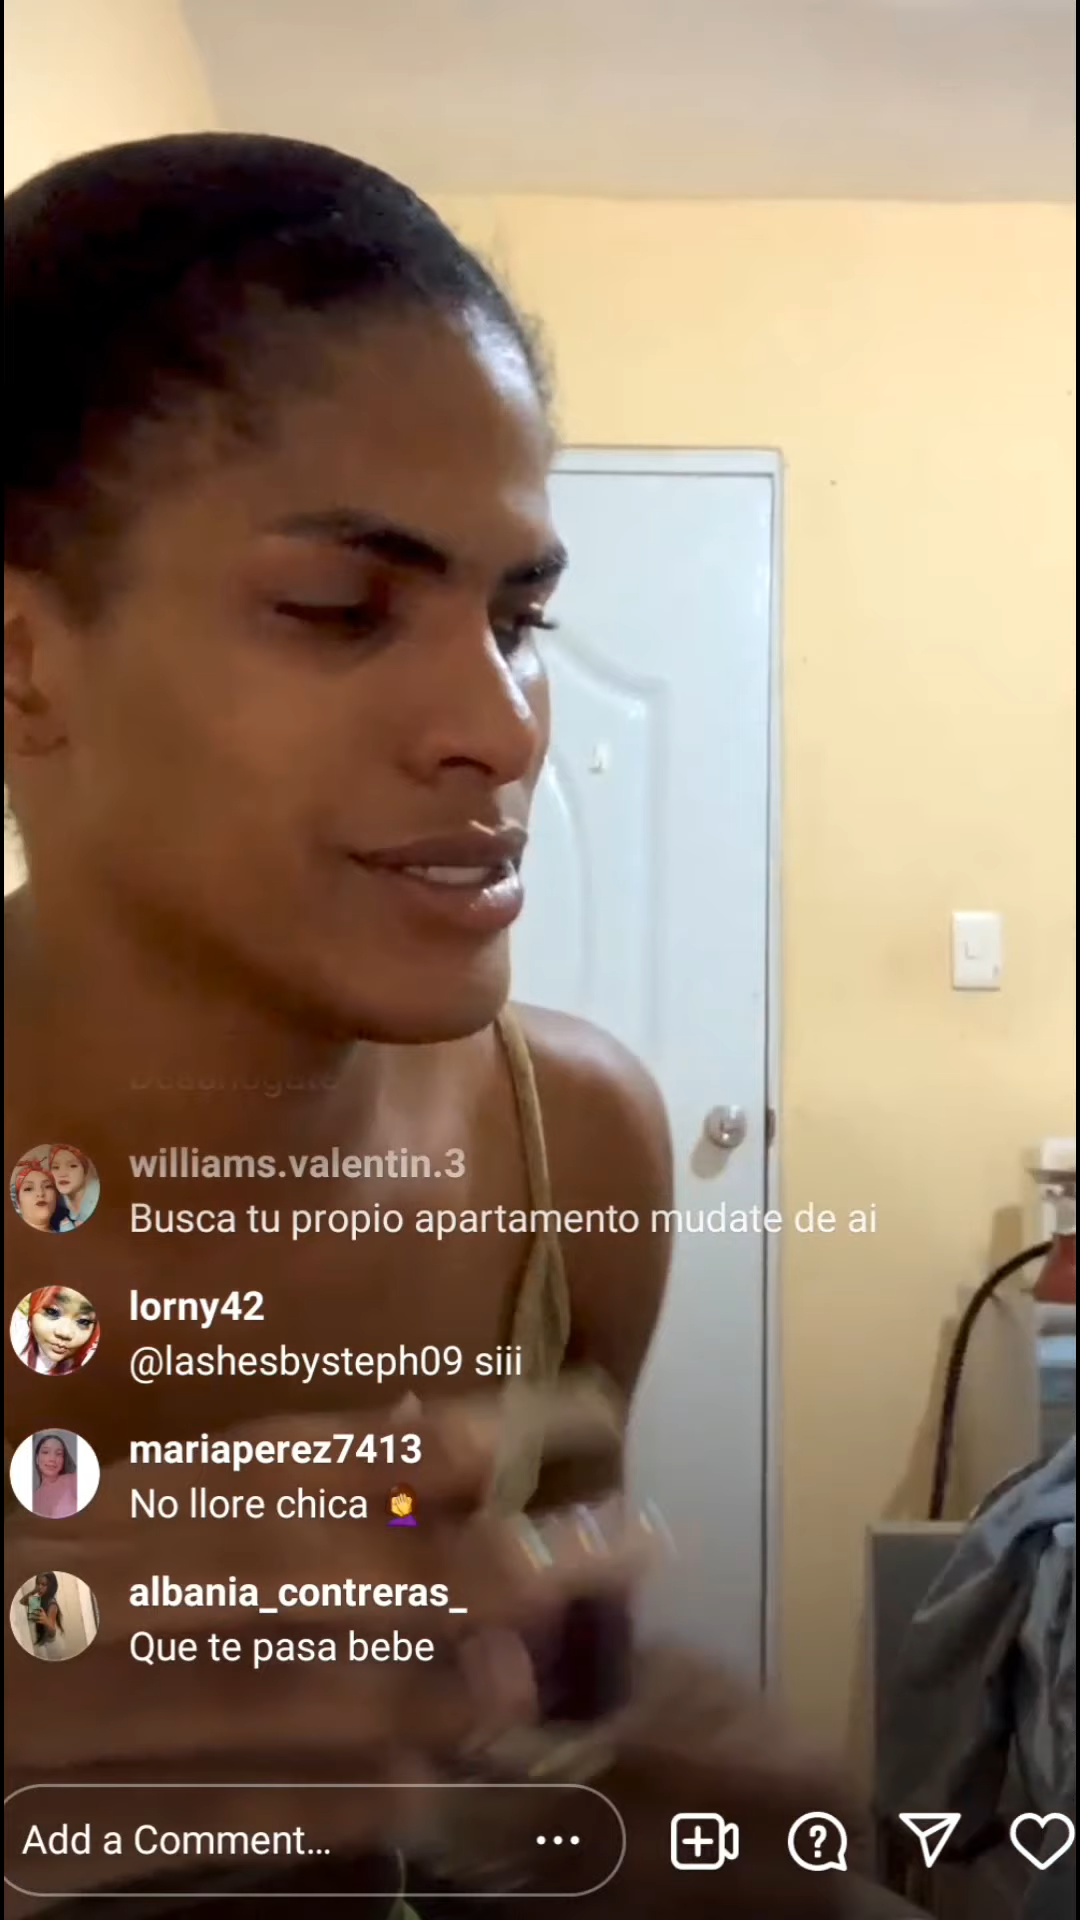 williams.valentin.3
Busca tu propio apartamento mudate de ai
lorny42
@lashesbysteph09 siii
mariaperez7413
No llore chica 🤦‍♀️
albania_contreras_
Que te pasa bebe
Add a Comment...